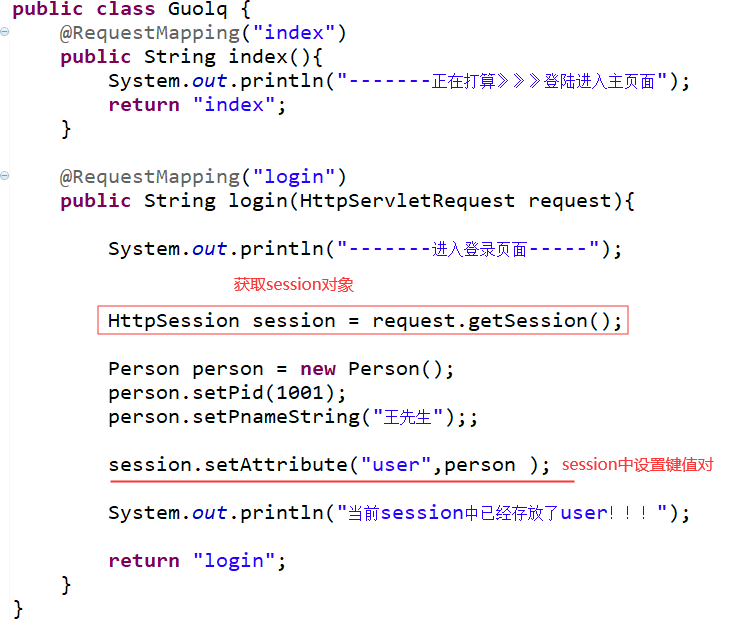 public class Guolq {
@RequestMapping("index")
public String index(){
System.out.println("-------正在打算》》》登陆进入主页面");
return "index";
}
@RequestMapping("login")
public String login(HttpServletRequest request){
System.out.println("-------进入登录页面-----");
获取session对象
HttpSession session = request.getSession();
Person person = new Person();
person.setPid(1001);
person.setPnameString("王先生");;
session.setAttribute("user",person ); session中设置键值对
System.out.println("当前session中已经存放了user！！！");
return "login";
}
}